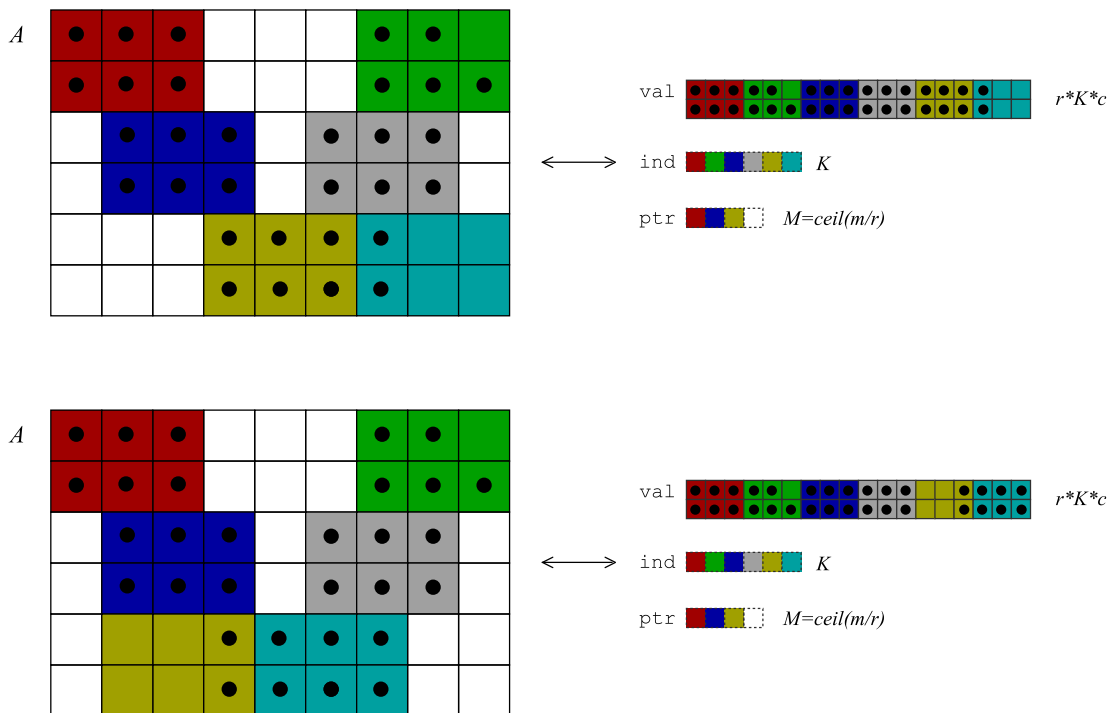 A
val r*K*c
ind K
ptr M=ceil(m/r)
A
val r*K*c
ind K
ptr M=ceil(m/r)